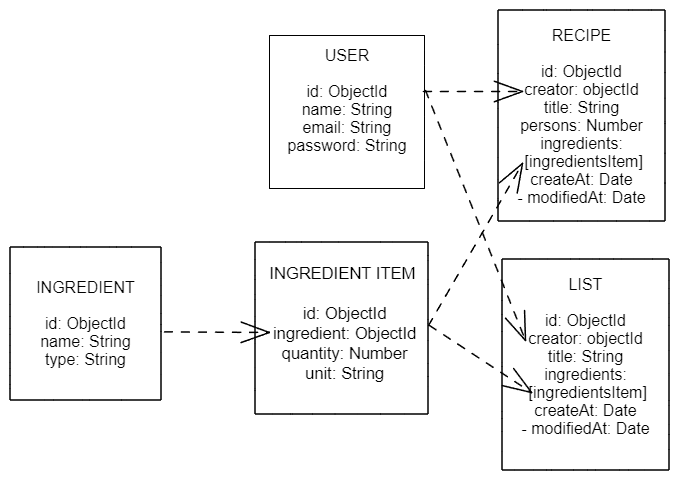 USER
id: ObjectId
name: String
email: String
password: String
RECIPE
id: ObjectId
creator: objectId
title: String
persons: Number
ingredients:
[ingredientsItem]
createAt: Date
- modifiedAt: Date
INGREDIENT
id: ObjectId
name: String
type: String
INGREDIENT ITEM
id: ObjectId
ingredient: ObjectId
quantity: Number
unit: String
LIST
id: ObjectId
creator: objectId
title: String
ingredients:
[ingredientsItem]
createAt: Date
- modifiedAt: Date